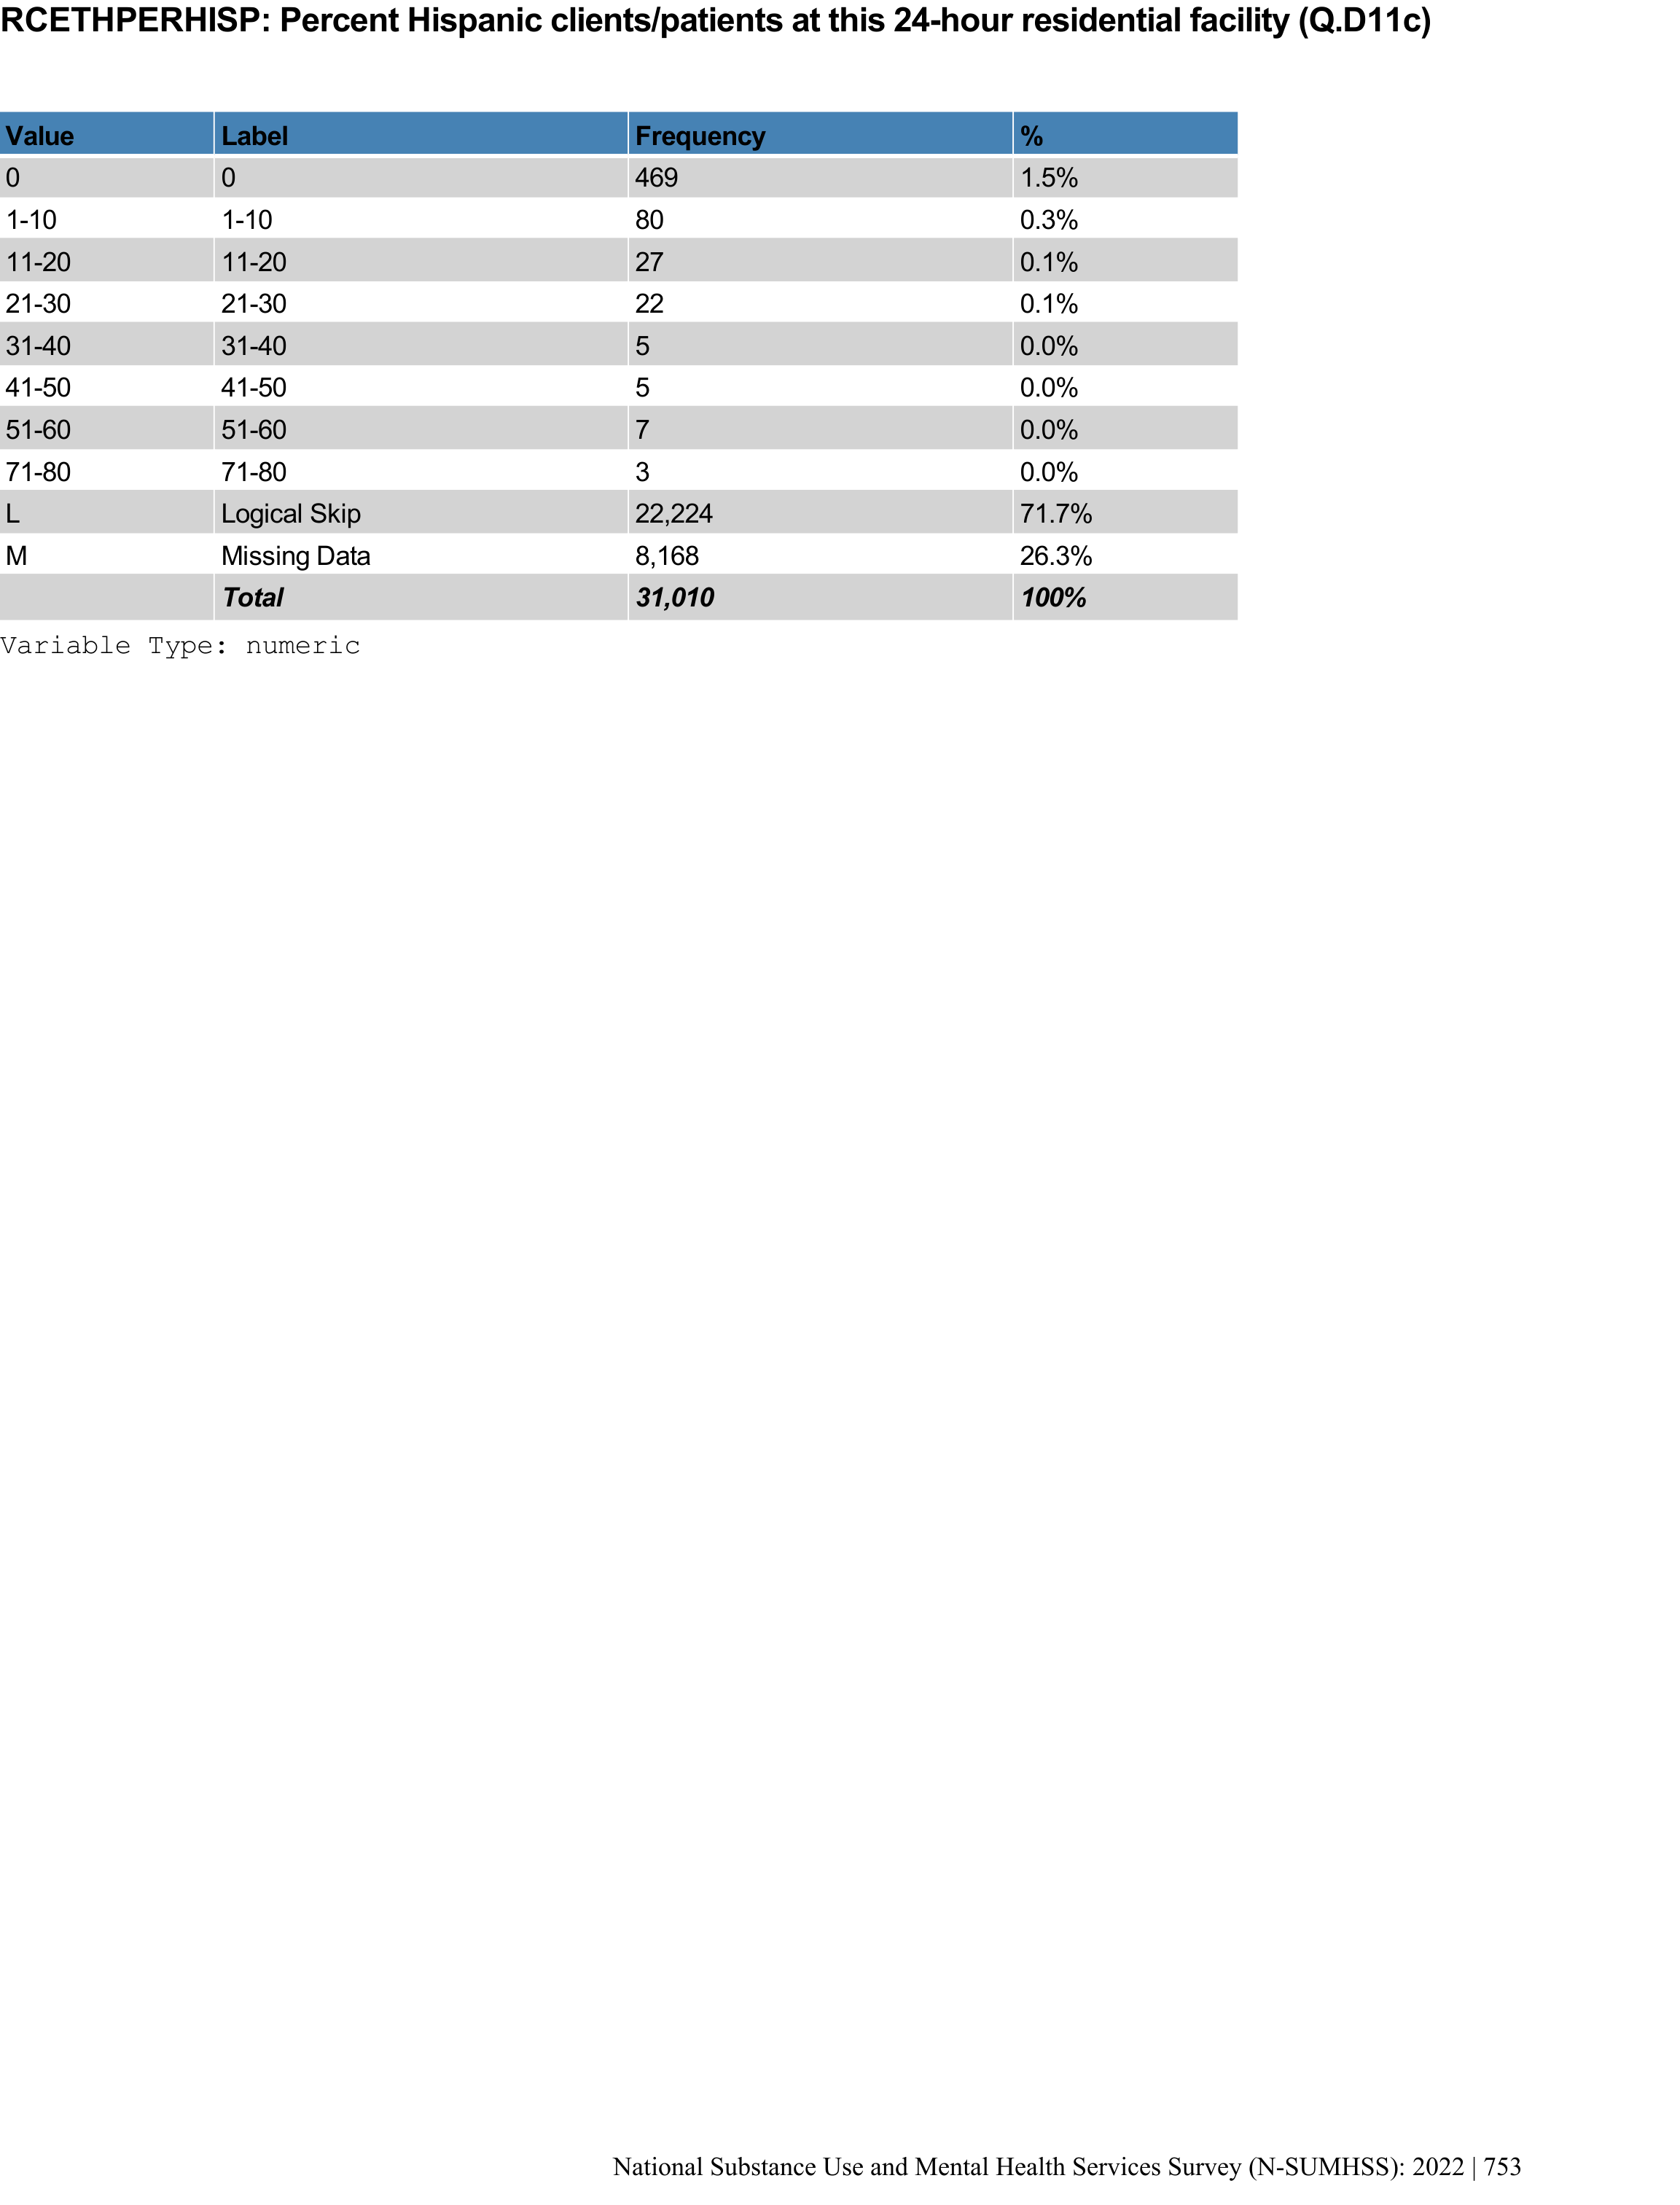 RCETHPERHISP: Percent Hispanic clients/patients at this 24-hour residential facility (Q.D11c)
Value Label Frequency %
0 0 469 1.5%
1-10 1-10 80 0.3%
11-20 11-20 27 0.1%
21-30 21-30 22 0.1%
31-40 31-40 5 0.0%
41-50 41-50 5 0.0%
51-60 51-60 7 0.0%
71-80 71-80 3 0.0%
L Logical Skip 22,224 71.7%
M Missing Data 8,168 26.3%
Total 31,010 100%
Variable Type: numeric
National Substance Use and Mental Health Services Survey (N-SUMHSS): 2022 | 753